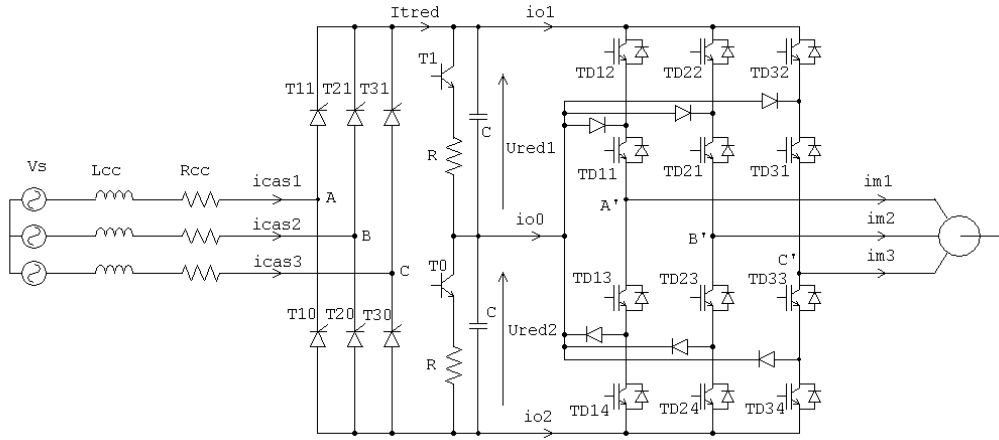 Itred io1
T1 TD12 TD22 TD32
T11 T21 T31
C
Vs Lcc Rcc R Ured1 TD11 TD21 TD31
icas1 A A' im1
icas2 B io0 B' im2
icas3 C C' im3
T0 TD13 TD23 TD33
T10 T20 T30 C Ured2
R
TD14 TD24 TD34
io2